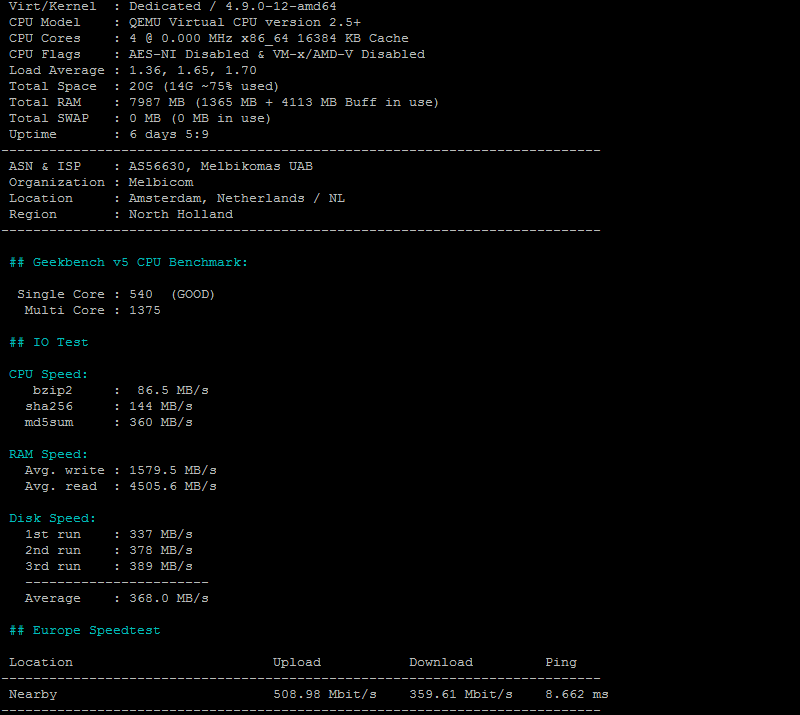 Virt/Kernel : Dedicated / 4.9.0-12-amd64
CPU Model : QEMU Virtual CPU version 2.5+
CPU Cores : 4 @ 0.000 MHz x86_64 16384 KB Cache
CPU Flags : AES-NI Disabled & VM-x/AMD-V Disabled
Load Average : 1.36, 1.65, 1.70
Total Space : 20G (14G ~75% used)
Total RAM : 7987 MB (1365 MB + 4113 MB Buff in use)
Total SWAP : 0 MB (0 MB in use)
Uptime : 6 days 5:9
---------------------------------------------------------------------------
ASN & ISP : AS56630, Melbikomas UAB
Organization : Melbicom
Location : Amsterdam, Netherlands / NL
Region : North Holland
---------------------------------------------------------------------------
## Geekbench v5 CPU Benchmark:
Single Core : 540 (GOOD)
Multi Core : 1375
## IO Test
CPU Speed:
bzip2 : 86.5 MB/s
sha256 : 144 MB/s
md5sum : 360 MB/s
RAM Speed:
Avg. write : 1579.5 MB/s
Avg. read : 4505.6 MB/s
Disk Speed:
1st run : 337 MB/s
2nd run : 378 MB/s
3rd run : 389 MB/s
-----------------------
Average : 368.0 MB/s
## Europe Speedtest
Location Upload Download Ping
---------------------------------------------------------------------------
Nearby 508.98 Mbit/s 359.61 Mbit/s 8.662 ms
---------------------------------------------------------------------------